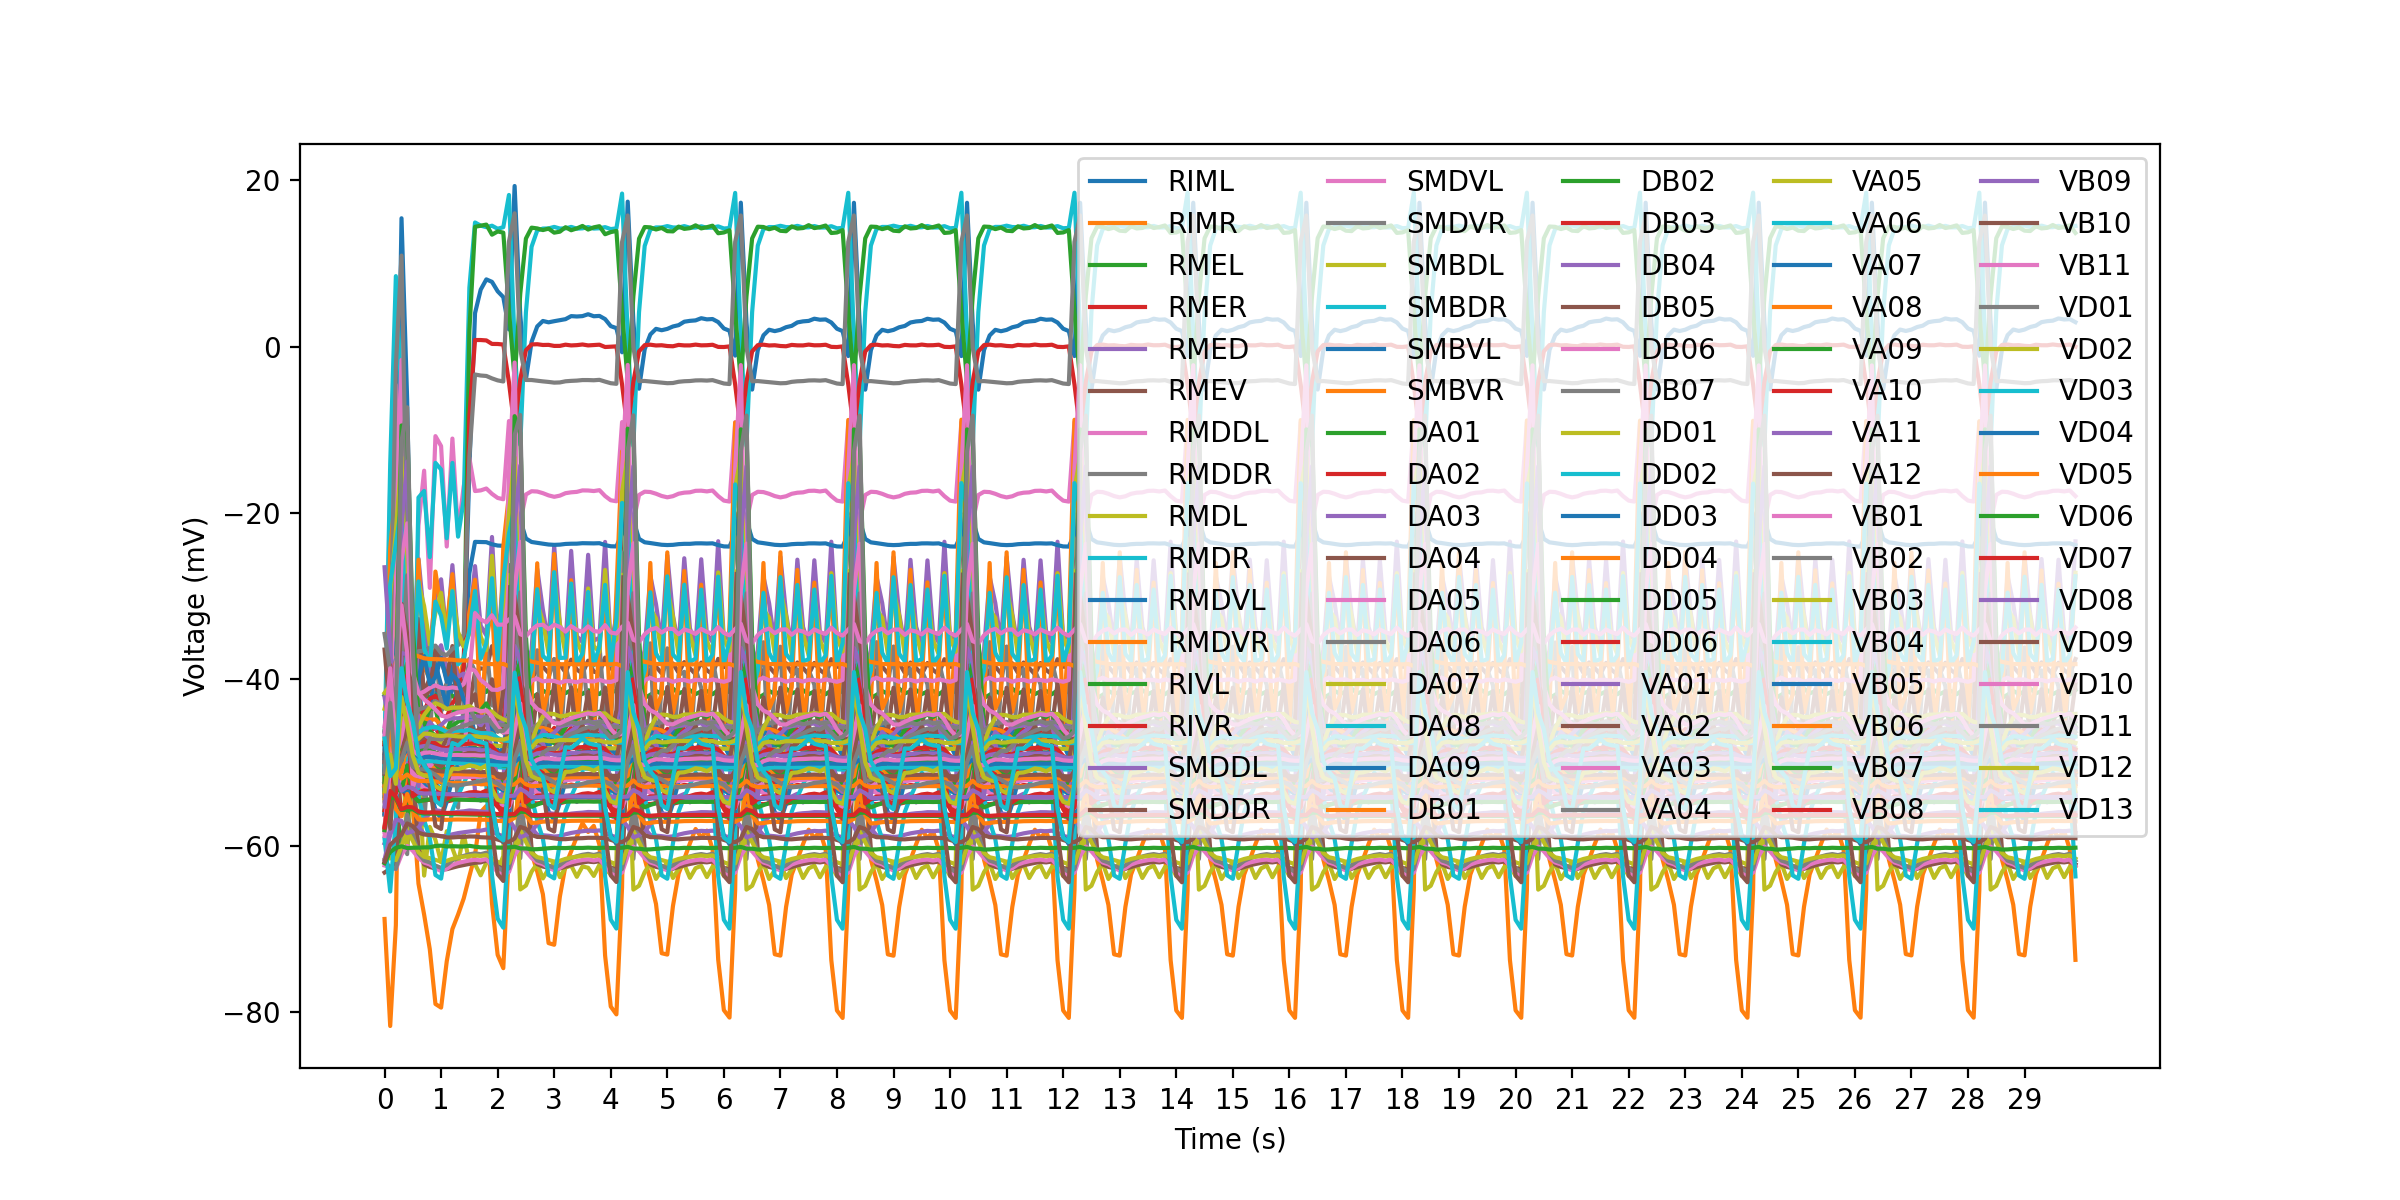 20
0
−20
−40
−60
−80
Voltage (mV)
RIML SMDVL DB02 VA05 VB09
RIMR SMDVR DB03 VA06 VB10
RMEL SMBDL DB04 VA07 VB11
RMER SMBDR DB05 VA08 VD01
RMED SMBVL DB06 VA09 VD02
RMEV SMBVR DB07 VA10 VD03
RMDDL DA01 DD01 VA11 VD04
RMDDR DA02 DD02 VA12 VD05
RMDL DA03 DD03 VB01 VD06
RMDR DA04 DD04 VB02 VD07
RMDVL DA05 DD05 VB03 VD08
RMDVR DA06 DD06 VB04 VD09
RIVL DA07 VA01 VB05 VD10
RIVR DA08 VA02 VB06 VD11
SMDDL DA09 VA03 VB07 VD12
SMDDR DB01 VA04 VB08 VD13
0 1 2 3 4 5 6 7 8 9 10 11 12 13 14 15 16 17 18 19 20 21 22 23 24 25 26 27 28 29
Time (s)